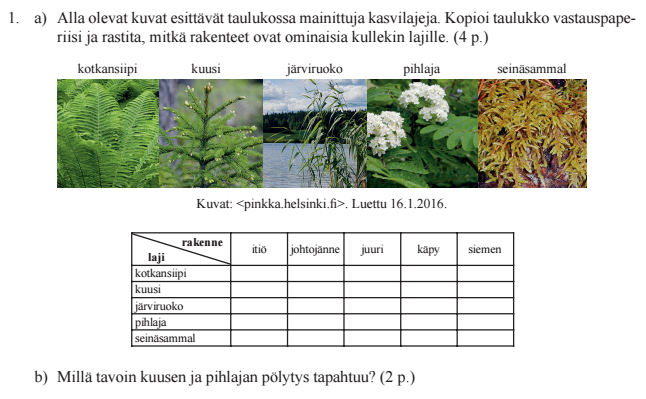 1. a) Alla olevat kuvat esittävät taulukossa mainittuja kasvilajeja. Kopioi taulukko vastauspape-
riisi ja rastita, mitkä rakenteet ovat ominaisia kullekin lajille. (4 p.)
kotkansiipi kuusi järviruoko pihlaja seinäsammal
Kuvat: <pinkka.helsinki.fi>. Luettu 16.1.2016.
rakenne
laji
itiö johtojänne juuri käpy siemen
kotkansiipi
kuusi
järviruoko
pihlaja
seinäsammal
b) Millä tavoin kuusen ja pihlajan pölytys tapahtuu? (2 p.)